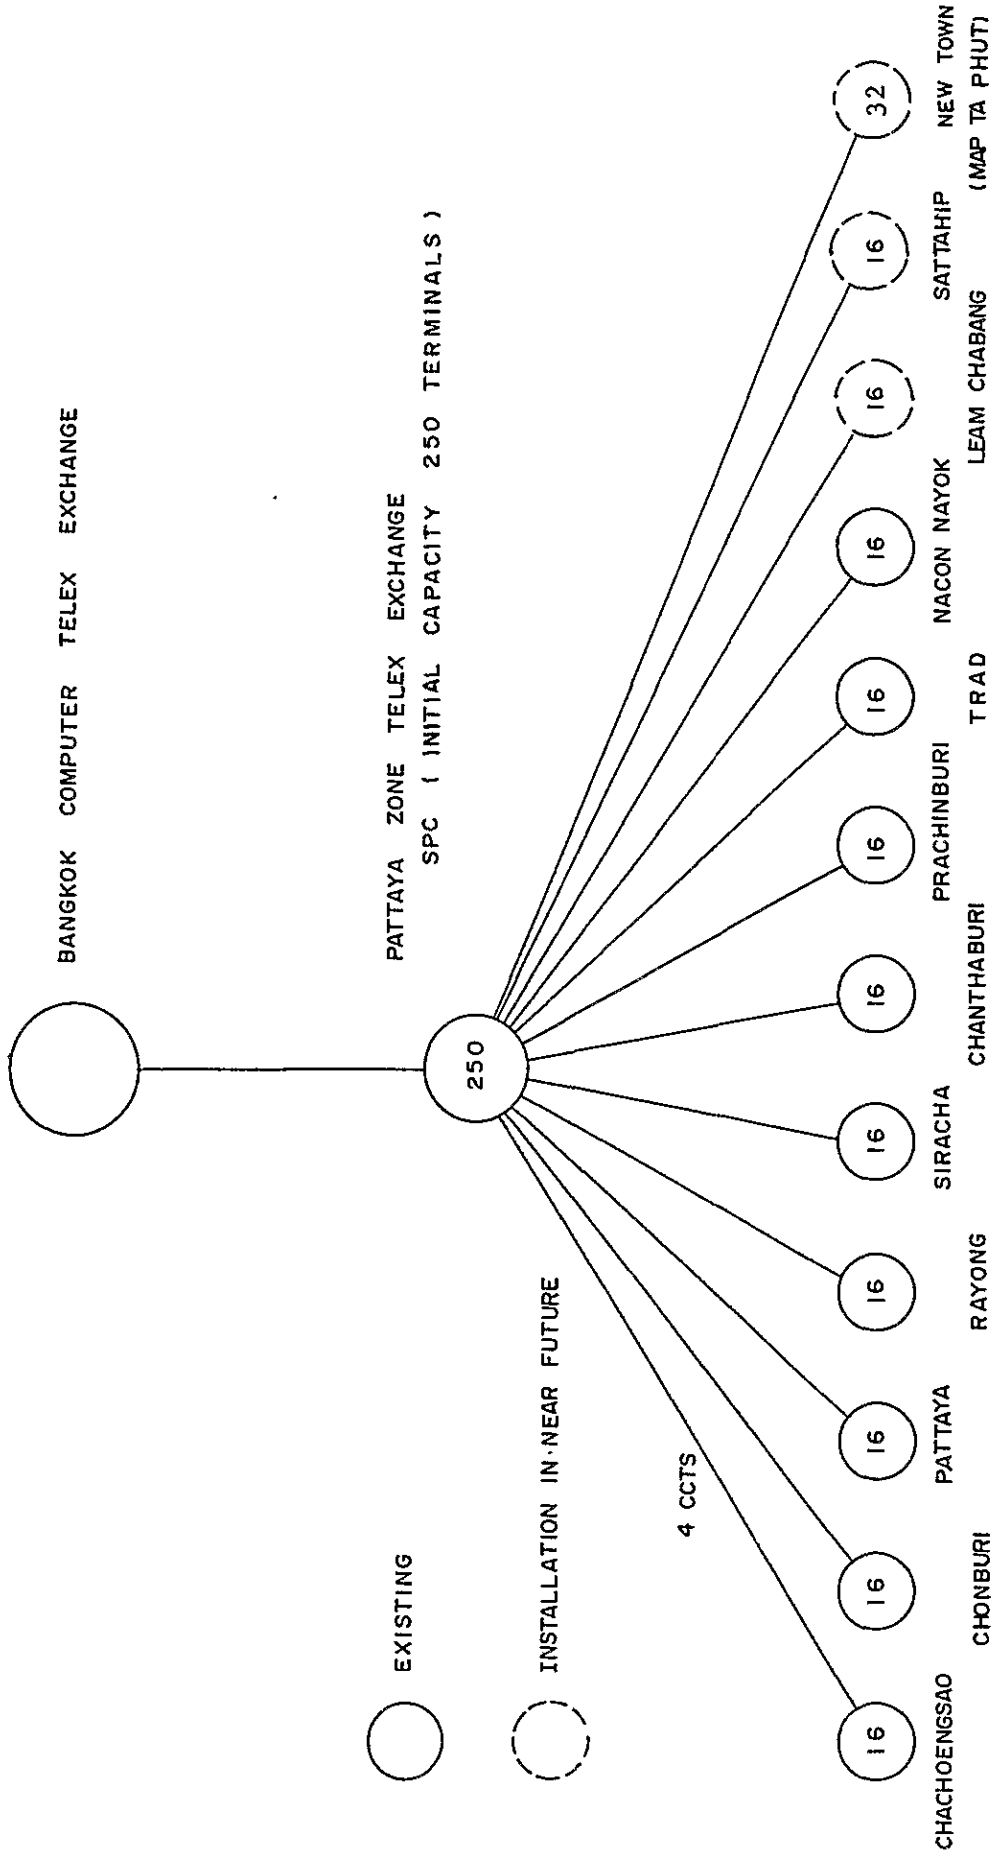 BANGKOK COMPUTER TELEX EXCHANGE
PATTAYA ZONE TELEX EXCHANGE
SPC ( INITIAL CAPACITY 250 TERMINALS )
250
EXISTING
INSTALLATION IN·NEAR FUTURE
4 CCTS
16
16
16
16
16
16
16
16
16
16
16
32
CHACHOENGSAO
CHONBURI
PATTAYA
RAYONG
SIRACHA
CHANTHABURI
PRACHINBURI
TRAD
NACON NAYOK
LEAM CHABANG
SATTAHIP
NEW TOWN
(MAP TA PHUT)